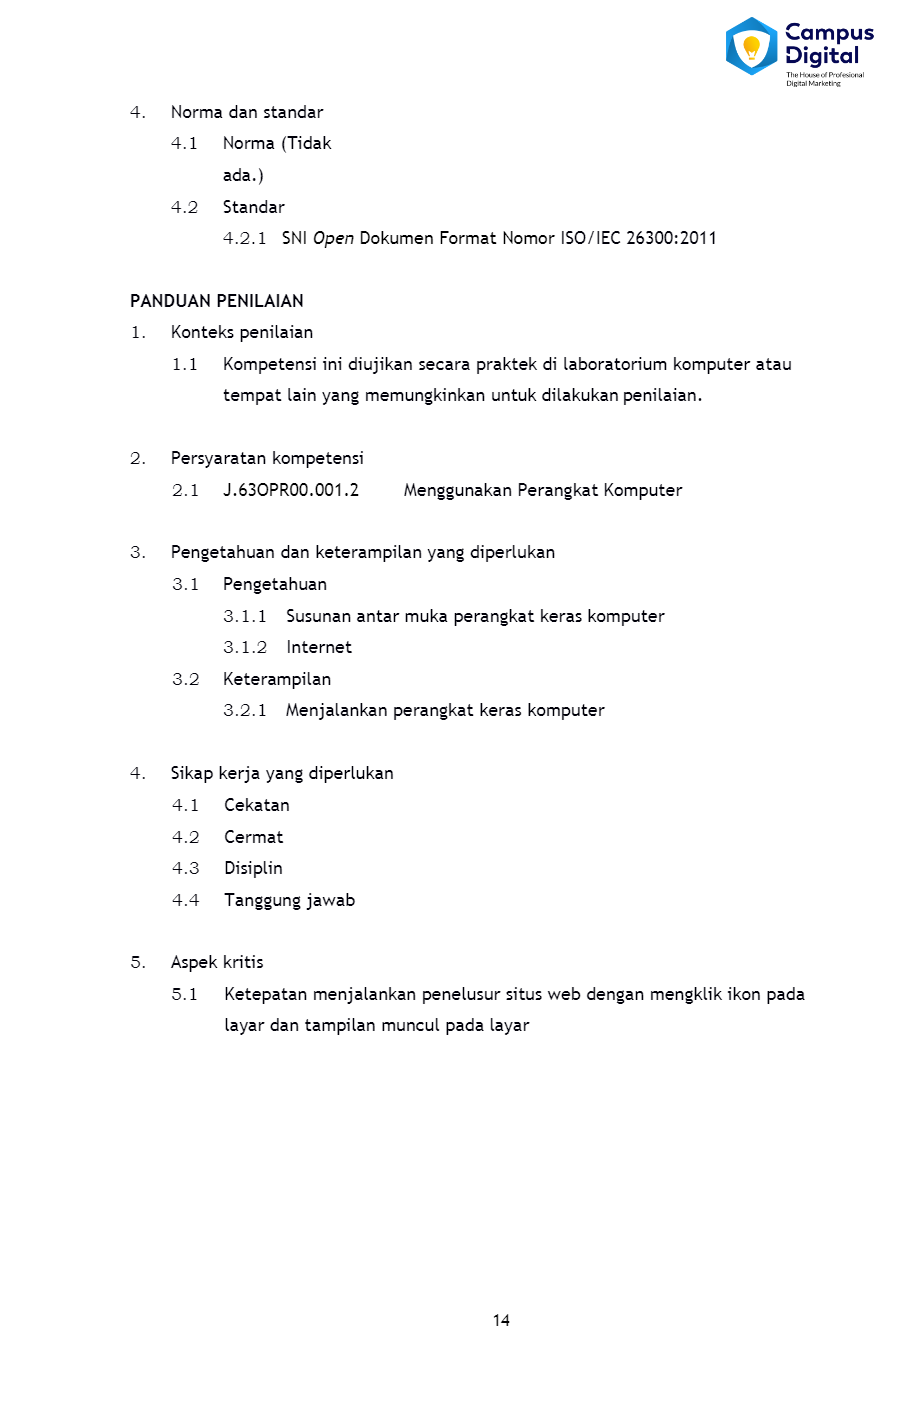 Campus
Digital
The House of Profesional
Digital Marketing
4. Norma dan standar
4.1 Norma (Tidak
ada.)
4.2 Standar
4.2.1 SNI Open Dokumen Format Nomor ISO/IEC 26300:2011
PANDUAN PENILAIAN
1. Konteks penilaian
1.1 Kompetensi ini diujikan secara praktek di laboratorium komputer atau
tempat lain yang memungkinkan untuk dilakukan penilaian.
2. Persyaratan kompetensi
2.1 J.63OPR00.001.2 Menggunakan Perangkat Komputer
3. Pengetahuan dan keterampilan yang diperlukan
3.1 Pengetahuan
3.1.1 Susunan antar muka perangkat keras komputer
3.1.2 Internet
3.2 Keterampilan
3.2.1 Menjalankan perangkat keras komputer
4. Sikap kerja yang diperlukan
4.1 Cekatan
4.2 Cermat
4.3 Disiplin
4.4 Tanggung jawab
5. Aspek kritis
5.1 Ketepatan menjalankan penelusur situs web dengan mengklik ikon pada
layar dan tampilan muncul pada layar
14